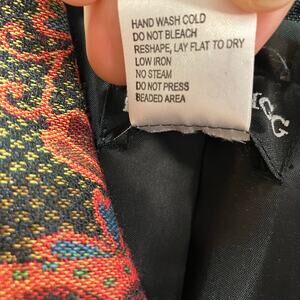 HAND WASH COLD
DO NOT BLEACH
RESHAPE, LAY FLAT TO DRY
LOW IRON
NO STEAM
DO NOT PRESS
BEADED AREA